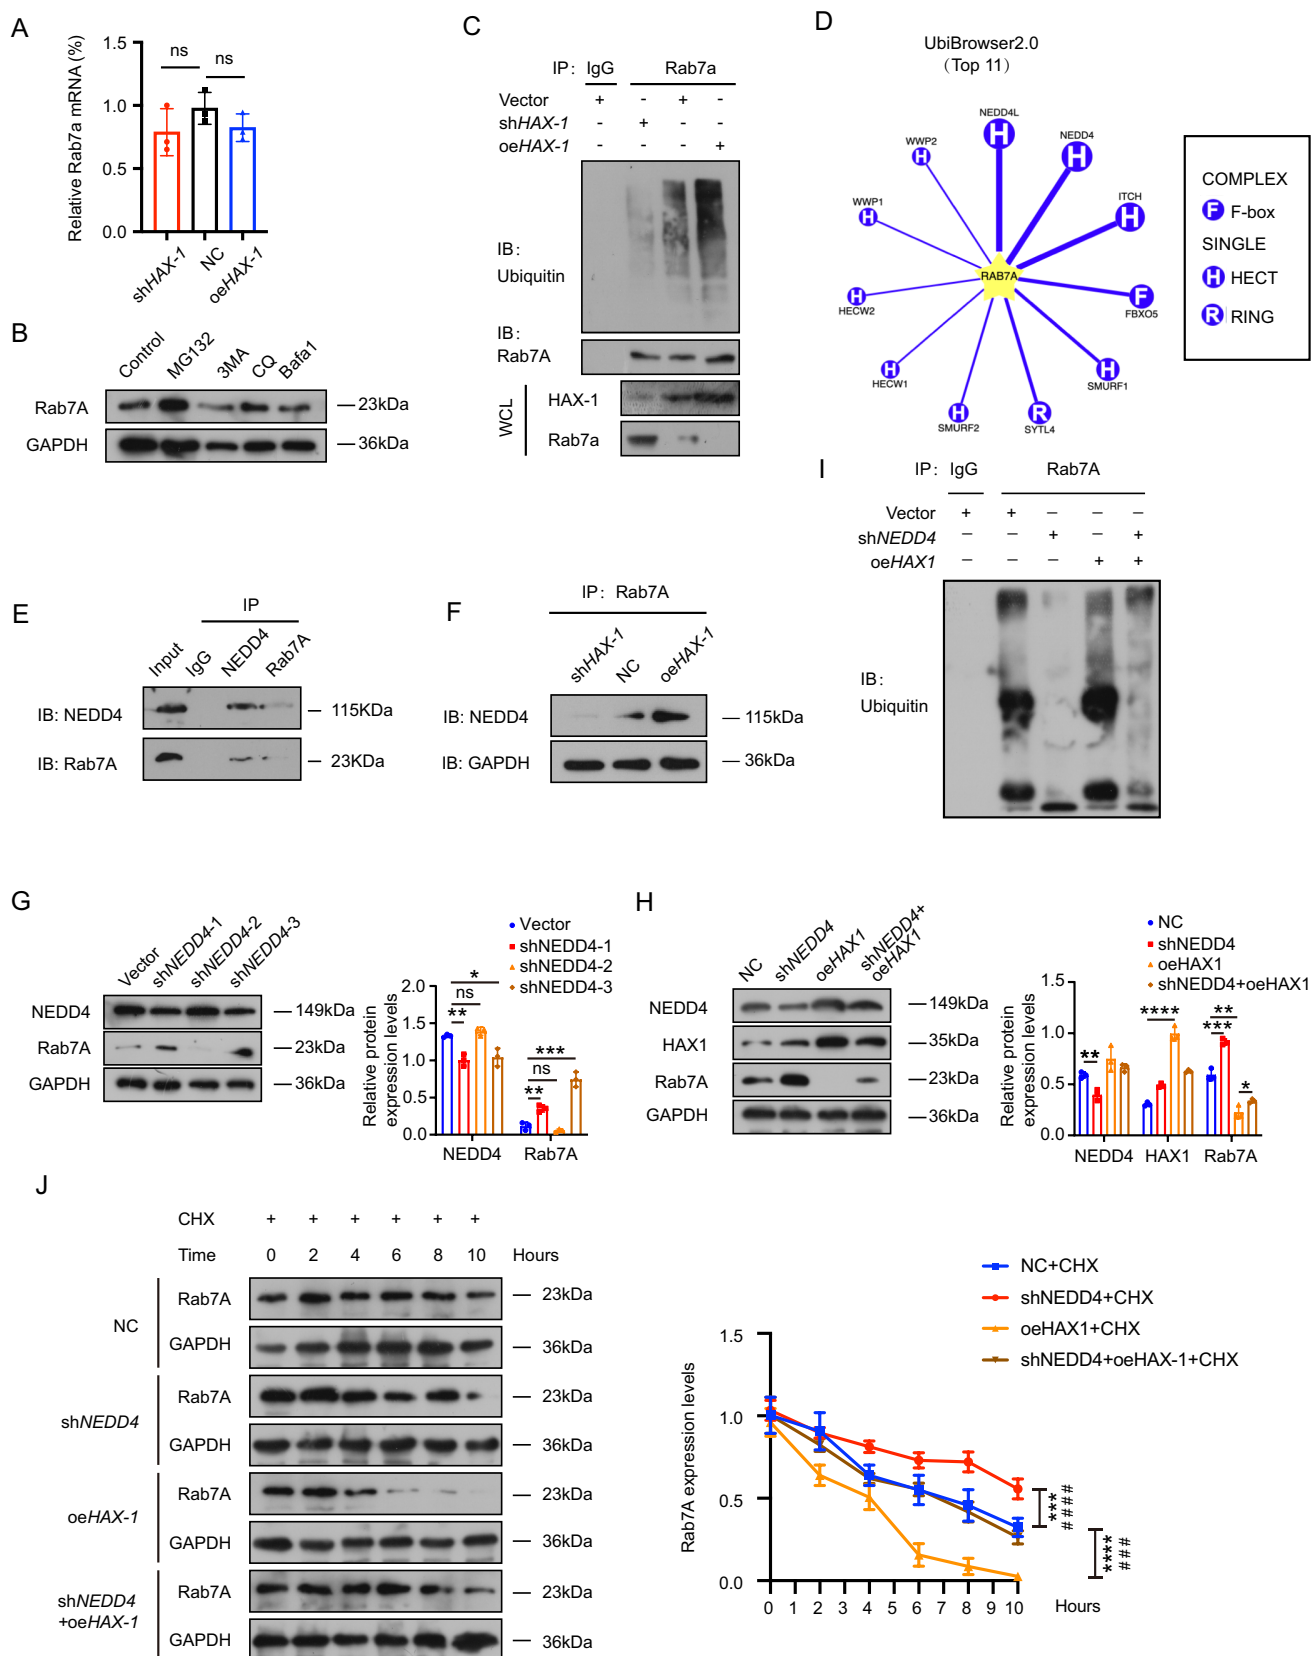 A
Relative Rab7a mRNA (%)
1.5
1.0
0.5
0.0
ns
ns
shHAX-1
NC
oeHAX-1
B
Control
MG132
3MA
CQ
Bafa1
Rab7A
23kDa
GAPDH
36kDa
C
IP: IgG Rab7a
Vector + - + -
shHAX-1 - + - -
oeHAX-1 - - - +
IB:
Ubiquitin
IB:
Rab7A
WCL
HAX-1
Rab7a
D
UbiBrowser2.0
(Top 11)
NEDD4L
NEDD4
ITCH
FBXO5
SMURF1
SYTL4
SMURF2
HECW1
HECW2
WWP1
WWP2
RAB7A
H
H
H
F
H
R
H
H
H
H
H
COMPLEX
F F-box
SINGLE
H HECT
R RING
E
IP
Input
IgG
NEDD4
Rab7A
IB: NEDD4
115KDa
IB: Rab7A
23KDa
F
IP: Rab7A
shHAX-1
NC
oeHAX-1
IB: NEDD4
115kDa
IB: GAPDH
36kDa
I
IP: IgG Rab7A
Vector + + − − −
shNEDD4 − − + − +
oeHAX1 − − − + +
IB:
Ubiquitin
G
Vector
shNEDD4-1
shNEDD4-2
shNEDD4-3
NEDD4
149kDa
Rab7A
23kDa
GAPDH
36kDa
Vector
shNEDD4-1
shNEDD4-2
shNEDD4-3
Relative protein
expression levels
2.0
1.5
1.0
0.5
0.0
*
ns
**
***
ns
**
NEDD4 Rab7A
H
NC
shNEDD4
oeHAX1
shNEDD4+
oeHAX1
NEDD4
149kDa
HAX1
35kDa
Rab7A
23kDa
GAPDH
36kDa
NC
shNEDD4
oeHAX1
shNEDD4+oeHAX1
Relative protein
expression levels
1.5
1.0
0.5
0.0
**
****
**
***
*
NEDD4 HAX1 Rab7A
J
CHX + + + + + +
Time 0 2 4 6 8 10 Hours
NC
Rab7A
23kDa
GAPDH
36kDa
shNEDD4
Rab7A
23kDa
GAPDH
36kDa
oeHAX-1
Rab7A
23kDa
GAPDH
36kDa
shNEDD4
+oeHAX-1
Rab7A
23kDa
GAPDH
36kDa
NC+CHX
shNEDD4+CHX
oeHAX1+CHX
shNEDD4+oeHAX-1+CHX
Rab7A expression levels
1.5
1.0
0.5
0.0
0 1 2 3 4 5 6 7 8 9 10 Hours
***
####
****
###